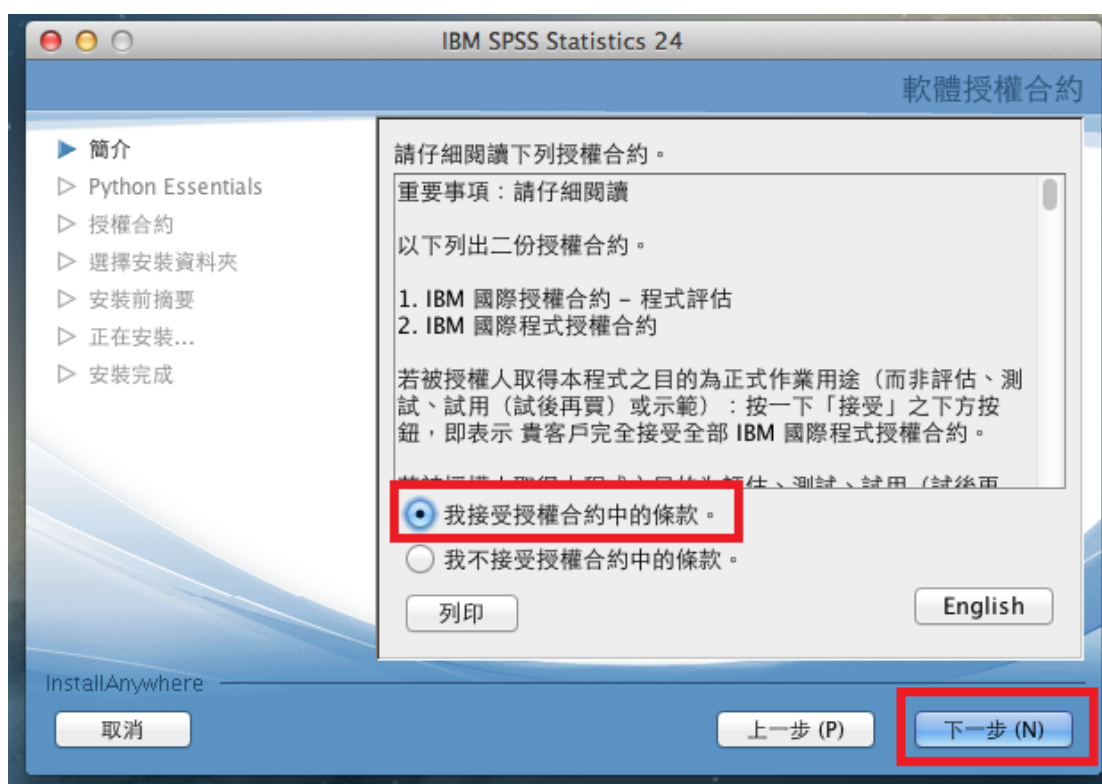 IBM SPSS Statistics 24
軟體授權合約
簡介
Python Essentials
授權合約
選擇安裝資料夾
安裝前摘要
正在安裝...
安裝完成
請仔細閱讀下列授權合約。
重要事項：請仔細閱讀
以下列出二份授權合約。
1. IBM 國際授權合約 – 程式評估
2. IBM 國際程式授權合約
若被授權人取得本程式之目的為正式作業用途（而非評估、測
試、試用（試後再買）或示範）：按一下「接受」之下方按
鈕，即表示 貴客戶完全接受全部 IBM 國際程式授權合約。
評估、測試、試用（試後再
我接受授權合約中的條款。
我不接受授權合約中的條款。
列印
English
InstallAnywhere
取消
上一步 (P)
下一步 (N)